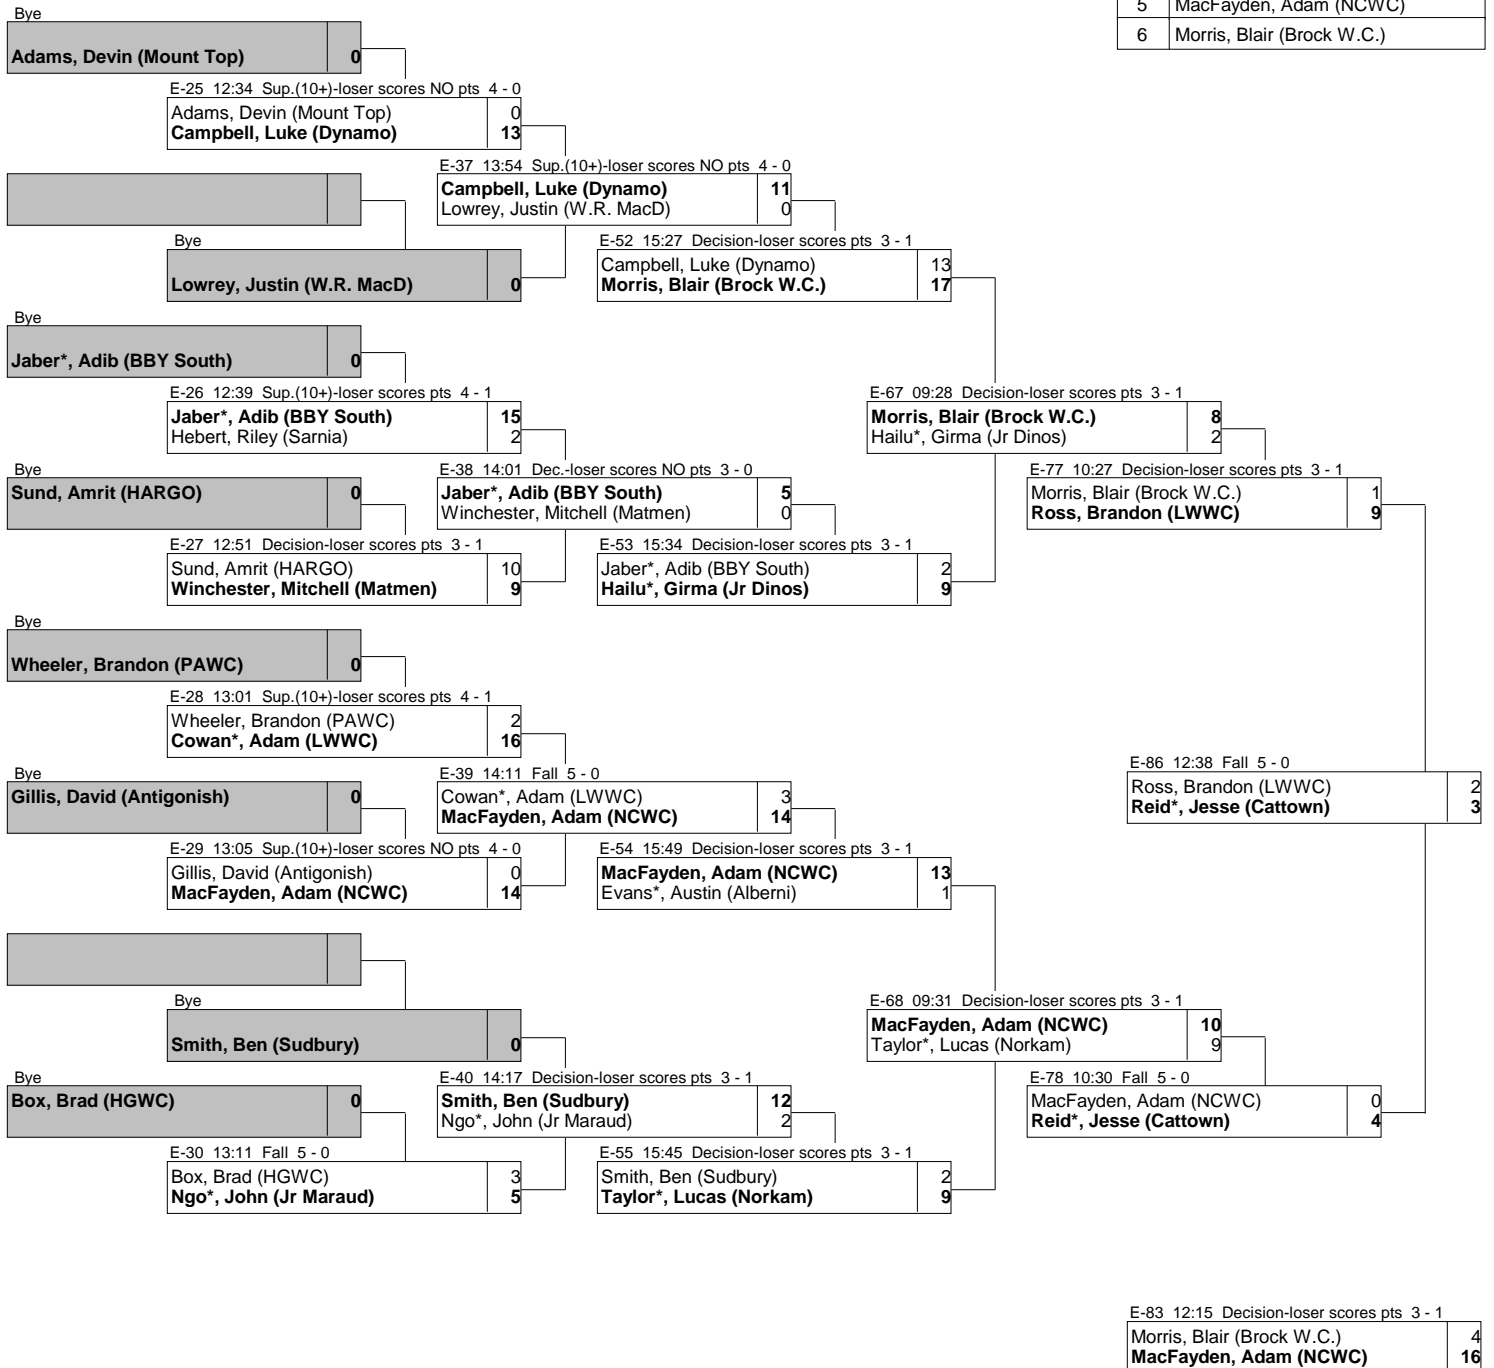 5 MacFayden, Adam (NCWC)
6 Morris, Blair (Brock W.C.)
Bye
Adams, Devin (Mount Top) 0
E-25 12:34 Sup.(10+)-loser scores NO pts 4 - 0
Adams, Devin (Mount Top) 0
Campbell, Luke (Dynamo) 13
E-37 13:54 Sup.(10+)-loser scores NO pts 4 - 0
Campbell, Luke (Dynamo) 11
Lowrey, Justin (W.R. MacD) 0
Bye
Lowrey, Justin (W.R. MacD) 0
E-52 15:27 Decision-loser scores pts 3 - 1
Campbell, Luke (Dynamo) 13
Morris, Blair (Brock W.C.) 17
Bye
Jaber*, Adib (BBY South) 0
E-26 12:39 Sup.(10+)-loser scores pts 4 - 1
Jaber*, Adib (BBY South) 15
Hebert, Riley (Sarnia) 2
E-67 09:28 Decision-loser scores pts 3 - 1
Morris, Blair (Brock W.C.) 8
Hailu*, Girma (Jr Dinos) 2
Bye
Sund, Amrit (HARGO) 0
E-38 14:01 Dec.-loser scores NO pts 3 - 0
Jaber*, Adib (BBY South) 5
Winchester, Mitchell (Matmen) 0
E-77 10:27 Decision-loser scores pts 3 - 1
Morris, Blair (Brock W.C.) 1
Ross, Brandon (LWWC) 9
E-27 12:51 Decision-loser scores pts 3 - 1
Sund, Amrit (HARGO) 10
Winchester, Mitchell (Matmen) 9
E-53 15:34 Decision-loser scores pts 3 - 1
Jaber*, Adib (BBY South) 2
Hailu*, Girma (Jr Dinos) 9
Bye
Wheeler, Brandon (PAWC) 0
E-28 13:01 Sup.(10+)-loser scores pts 4 - 1
Wheeler, Brandon (PAWC) 2
Cowan*, Adam (LWWC) 16
E-86 12:38 Fall 5 - 0
Ross, Brandon (LWWC) 2
Reid*, Jesse (Cattown) 3
Bye
Gillis, David (Antigonish) 0
E-39 14:11 Fall 5 - 0
Cowan*, Adam (LWWC) 3
MacFayden, Adam (NCWC) 14
E-29 13:05 Sup.(10+)-loser scores NO pts 4 - 0
Gillis, David (Antigonish) 0
MacFayden, Adam (NCWC) 14
E-54 15:49 Decision-loser scores pts 3 - 1
MacFayden, Adam (NCWC) 13
Evans*, Austin (Alberni) 1
Bye
Smith, Ben (Sudbury) 0
E-68 09:31 Decision-loser scores pts 3 - 1
MacFayden, Adam (NCWC) 10
Taylor*, Lucas (Norkam) 9
Bye
Box, Brad (HGWC) 0
E-40 14:17 Decision-loser scores pts 3 - 1
Smith, Ben (Sudbury) 12
Ngo*, John (Jr Maraud) 2
E-78 10:30 Fall 5 - 0
MacFayden, Adam (NCWC) 0
Reid*, Jesse (Cattown) 4
E-30 13:11 Fall 5 - 0
Box, Brad (HGWC) 3
Ngo*, John (Jr Maraud) 5
E-55 15:45 Decision-loser scores pts 3 - 1
Smith, Ben (Sudbury) 2
Taylor*, Lucas (Norkam) 9
E-83 12:15 Decision-loser scores pts 3 - 1
Morris, Blair (Brock W.C.) 4
MacFayden, Adam (NCWC) 16